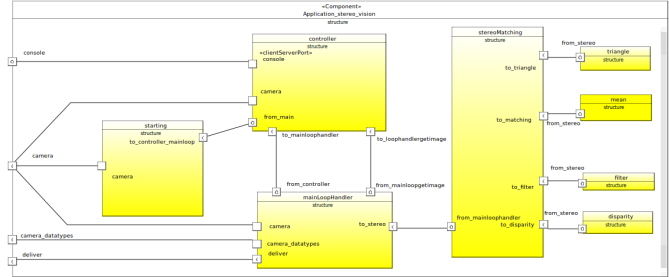 «Component»
Application_stereo_vision
structure
console
controller
structure
«clientServerPort»
console
camera
from_main
to_mainloophandler
to_loophandlergetimage
starting
structure
to_controller_mainloop
camera
camera
from_controller
from_mainloopgetimage
mainLoopHandler
structure
camera
to_stereo
camera_datatypes
deliver
camera_datatypes
deliver
stereoMatching
structure
to_triangle
to_matching
to_filter
from_mainloophandler
to_disparity
from_stereo
triangle
structure
mean
structure
from_stereo
from_stereo
filter
structure
from_stereo
disparity
structure